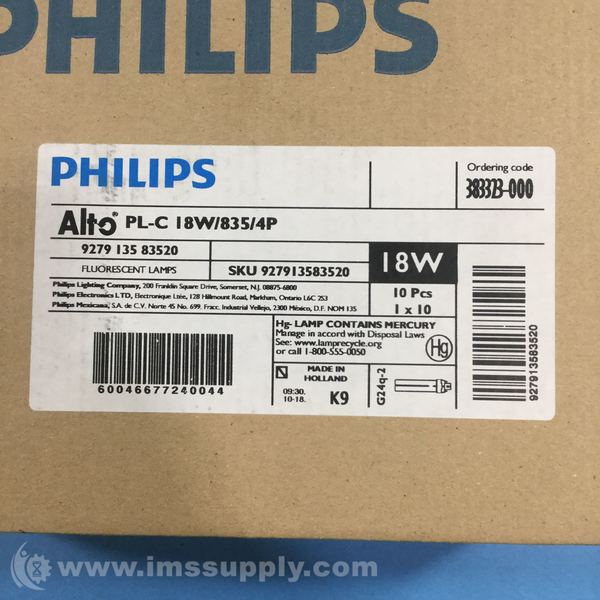 PHILIPS
PHILIPS
Ordering code
383323-000
Alto® PL-C 18W/835/4P
9279 135 83520
FLUORESCENT LAMPS
SKU 927913583520
18W
Philips Lighting Company, 200 Franklin Square Drive, Somerset, N.J. 08875-6800
Philips Electronics LTD, Electronique Ltée, 128 Hillmount Road, Markham, Ontario L6C 2S3
Philips Mexicana, S.A. de C.V. Norte 45 No. 699. Fracc. Industrial Vellejo, 2300 México, D.F. NOM 135
10 Pcs
1 x 10
Hg- LAMP CONTAINS MERCURY
Manage in accord with Disposal Laws
See: www.lamprecycle.org
or call 1-800-555-0050
Hg
60046677240044
MADE IN
HOLLAND
09:30.
10-18.
K9
G24q-2
927913583520
www.imssupply.com